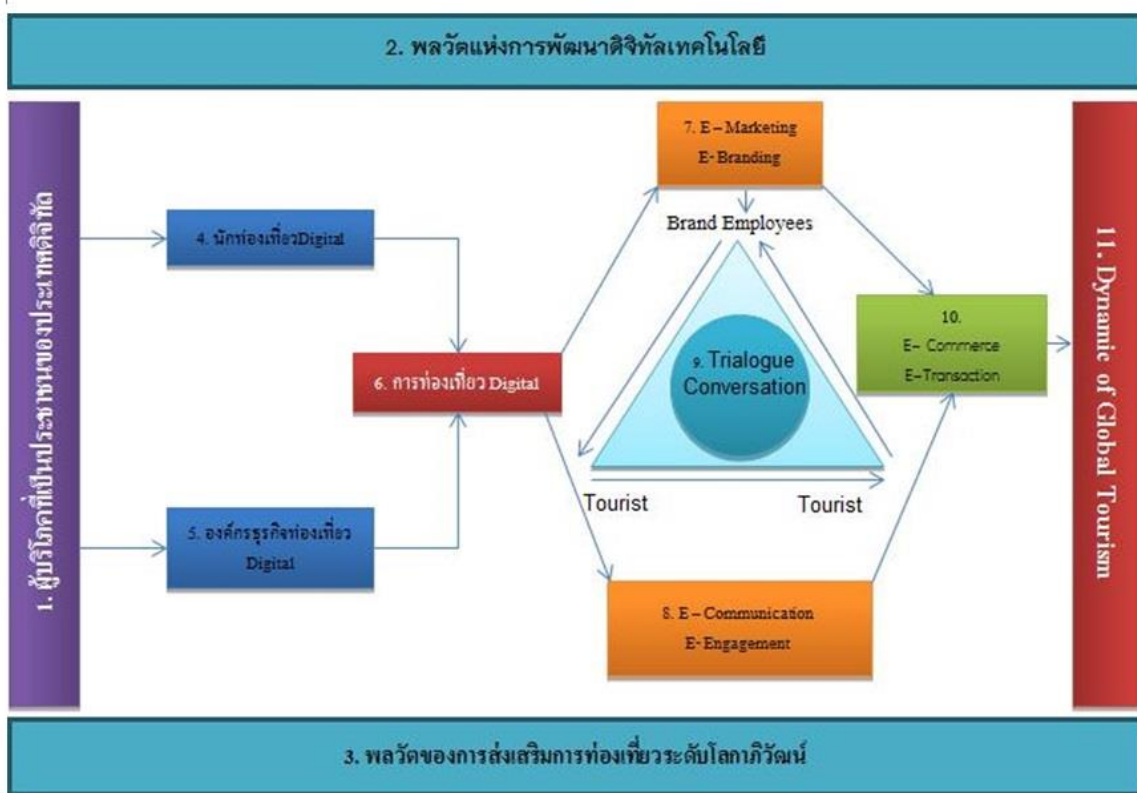 2. พลวัตแห่งการพัฒนาดิจิทัลเทคโนโลยี
1. ผู้บริโภคที่เป็นประชาชนของประเทศดิจิทัล
4. นักท่องเที่ยวDigital
5. องค์กรธุรกิจท่องเที่ยว
Digital
6. การท่องเที่ยว Digital
7. E – Marketing
E- Branding
Brand Employees
9. Trialogue
Conversation
Tourist
Tourist
8. E – Communication
E- Engagement
10.
E– Commerce
E–Transaction
11. Dynamic of Global Tourism
3. พลวัตของการส่งเสริมการท่องเที่ยวระดับโลกาภิวัฒน์